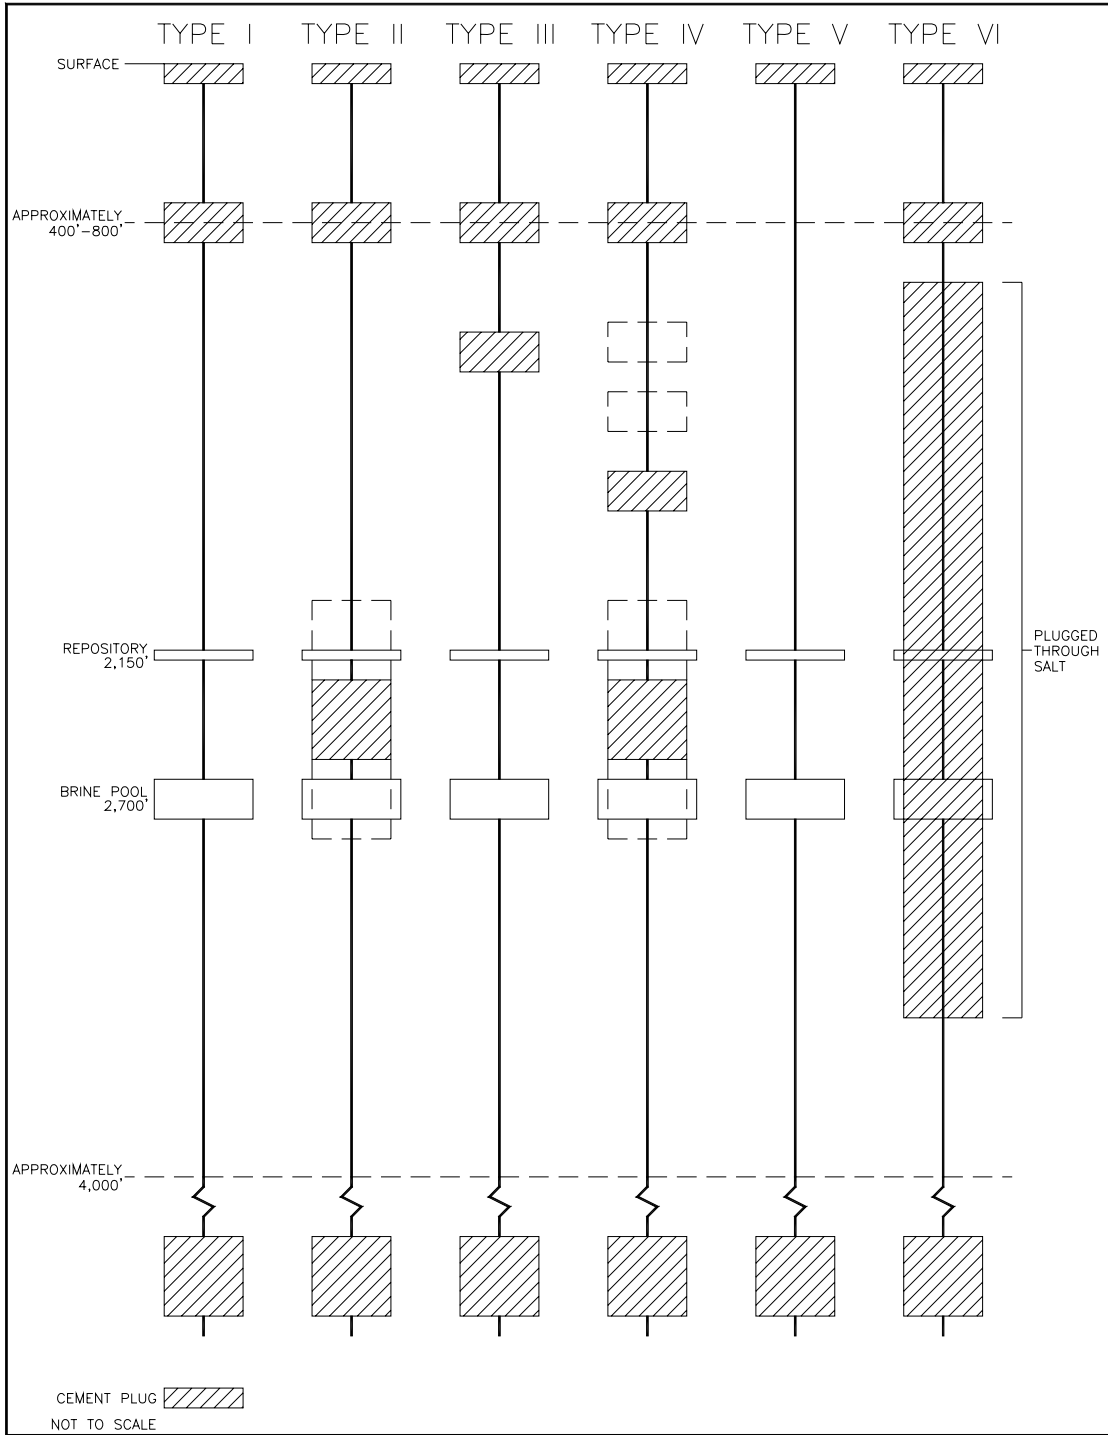 TYPE I TYPE II TYPE III TYPE IV TYPE V TYPE VI
SURFACE
APPROXIMATELY
400'-800'
REPOSITORY
2,150'
PLUGGED
THROUGH
SALT
BRINE POOL
2,700'
APPROXIMATELY
4,000'
CEMENT PLUG
NOT TO SCALE